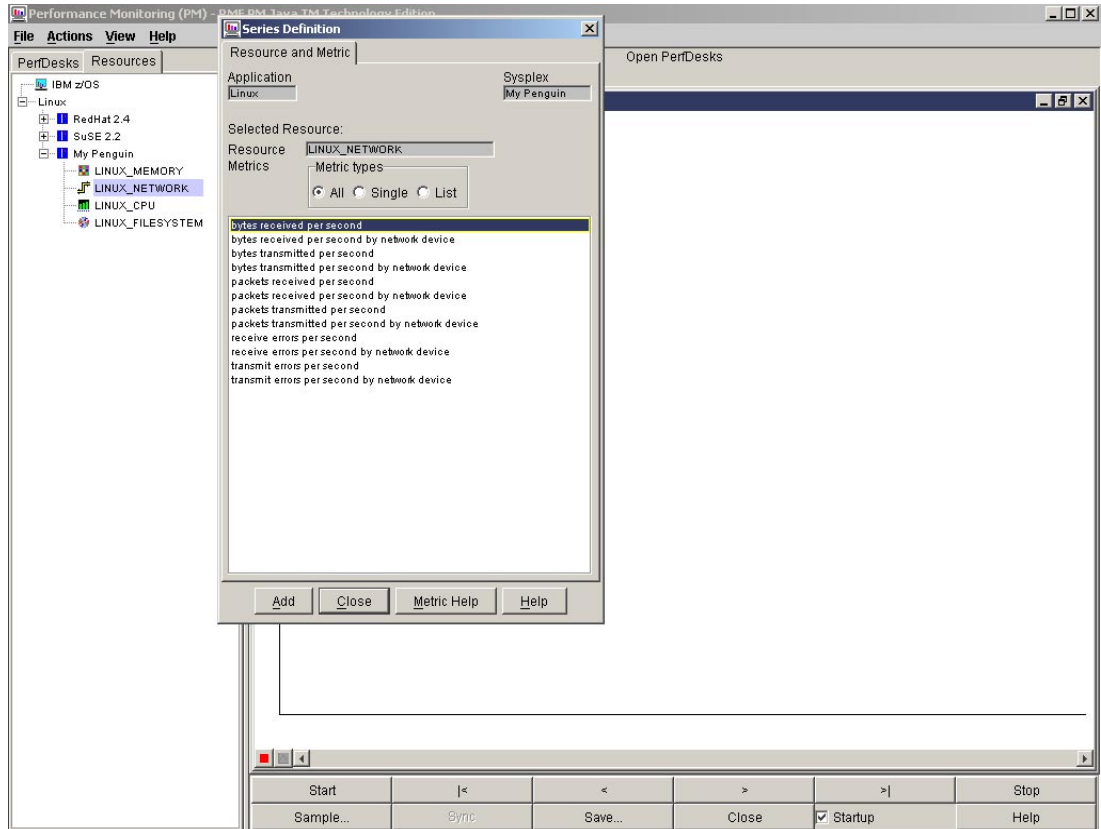 Performance Monitoring (PM) - RMF PM Java TM Technology Edition
File Actions View Help
PerfDesks Resources
IBM z/OS
Linux
RedHat 2.4
SuSE 2.2
My Penguin
LINUX_MEMORY
LINUX_NETWORK
LINUX_CPU
LINUX_FILESYSTEM
Open PerfDesks
Series Definition
Resource and Metric
Application Sysplex
Linux My Penguin
Selected Resource:
Resource LINUX_NETWORK
Metrics Metric types
All Single List
bytes received per second
bytes received per second by network device
bytes transmitted per second
bytes transmitted per second by network device
packets received per second
packets received per second by network device
packets transmitted per second
packets transmitted per second by network device
receive errors per second
receive errors per second by network device
transmit errors per second
transmit errors per second by network device
Add Close Metric Help Help
Start |< < > >| Stop
Sample... Sync Save... Close Startup Help